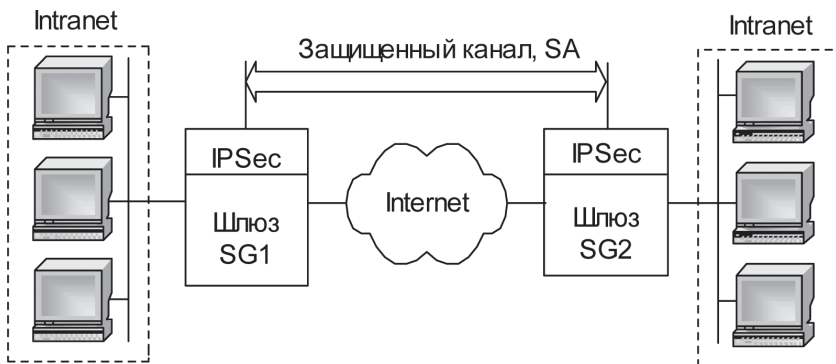 Intranet
Intranet
Защищенный канал, SA
IPSec
IPSec
Internet
Шлюз
SG1
Шлюз
SG2